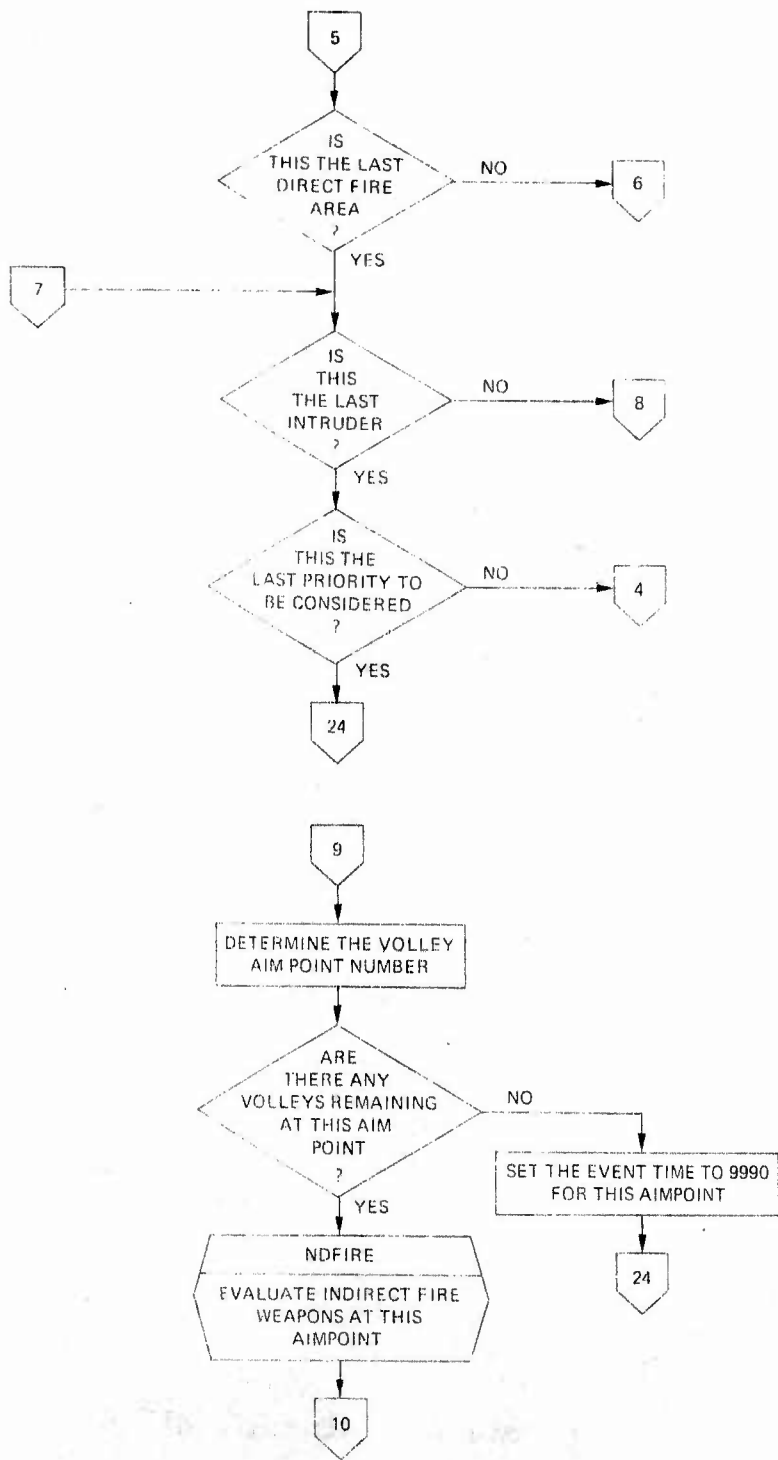 5
IS
THIS THE LAST
DIRECT FIRE
AREA
?
NO
6
YES
7
IS
THIS
THE LAST
INTRUDER
?
NO
8
YES
IS
THIS THE
LAST PRIORITY TO
BE CONSIDERED
?
NO
4
YES
24
9
DETERMINE THE VOLLEY
AIM POINT NUMBER
ARE
THERE ANY
VOLLEYS REMAINING
AT THIS AIM
POINT
?
NO
SET THE EVENT TIME TO 9990
FOR THIS AIMPOINT
24
YES
NDFIRE
EVALUATE INDIRECT FIRE
WEAPONS AT THIS
AIMPOINT
10